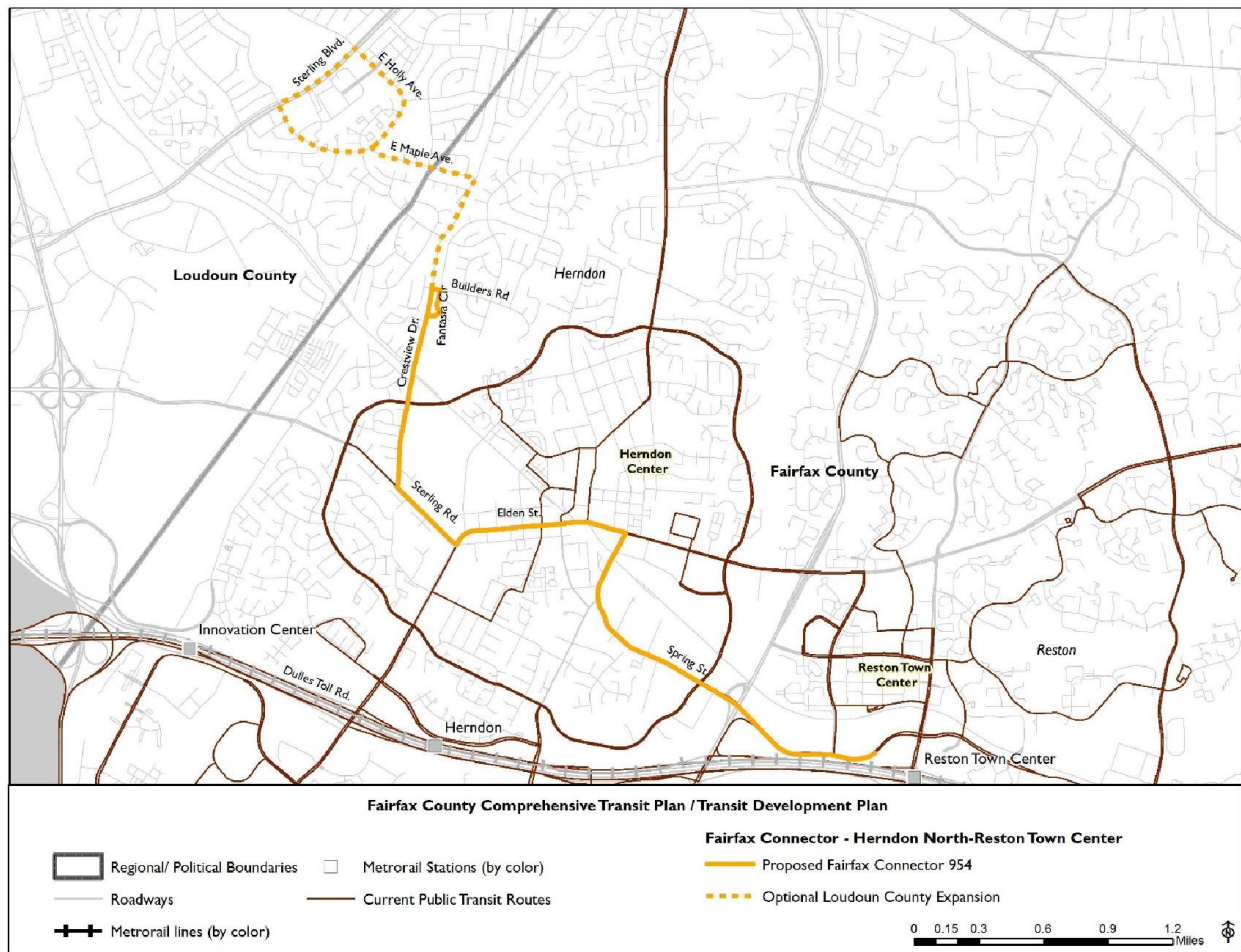 Sterling Blvd.
E Holly Ave.
E Maple Ave.
Loudoun County
Herndon
Builders Rd
Fantasia Cir
Crestview Dr.
Herndon
Center
Fairfax County
Sterling Rd.
Elden St.
Innovation Center
Spring St.
Reston Town
Center
Reston
Dulles Toll Rd.
Herndon
Reston Town Center
Fairfax County Comprehensive Transit Plan / Transit Development Plan
Fairfax Connector - Herndon North-Reston Town Center
Regional/ Political Boundaries
Metrorail Stations (by color)
Proposed Fairfax Connector 954
Roadways
Current Public Transit Routes
Optional Loudoun County Expansion
Metrorail lines (by color)
0 0.15 0.3 0.6 0.9 1.2
Miles
N